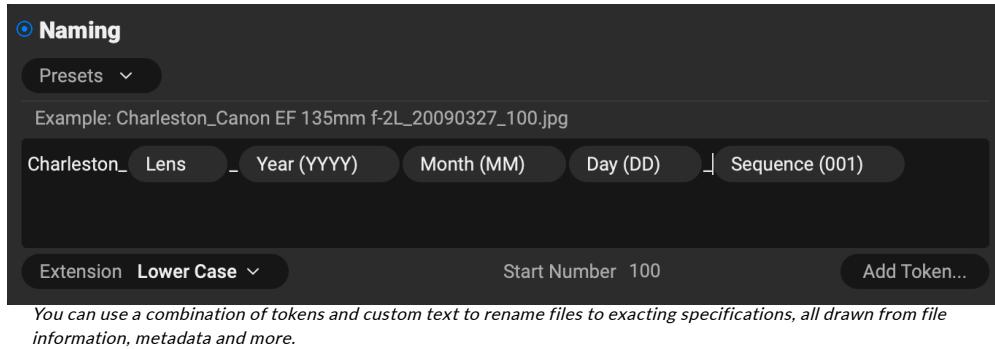 Naming
Presets
Example: Charleston_Canon EF 135mm f-2L_20090327_100.jpg
Charleston_ Lens _ Year (YYYY) Month (MM) Day (DD) _ Sequence (001)
Extension Lower Case Start Number 100 Add Token...
You can use a combination of tokens and custom text to rename files to exacting specifications, all drawn from file
information, metadata and more.